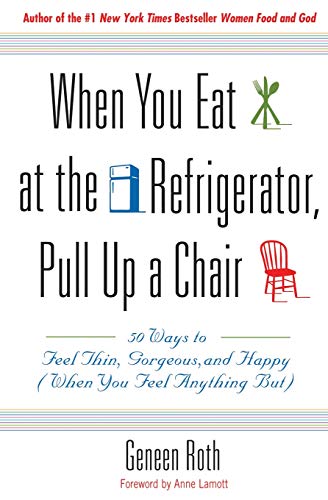 Author of the #1 New York Times Bestseller Women Food and God
When You Eat
at the Refrigerator,
Pull Up a Chair
50 Ways to
Feel Thin, Gorgeous, and Happy
(When You Feel Anything But)
Geneen Roth
Foreword by Anne Lamott